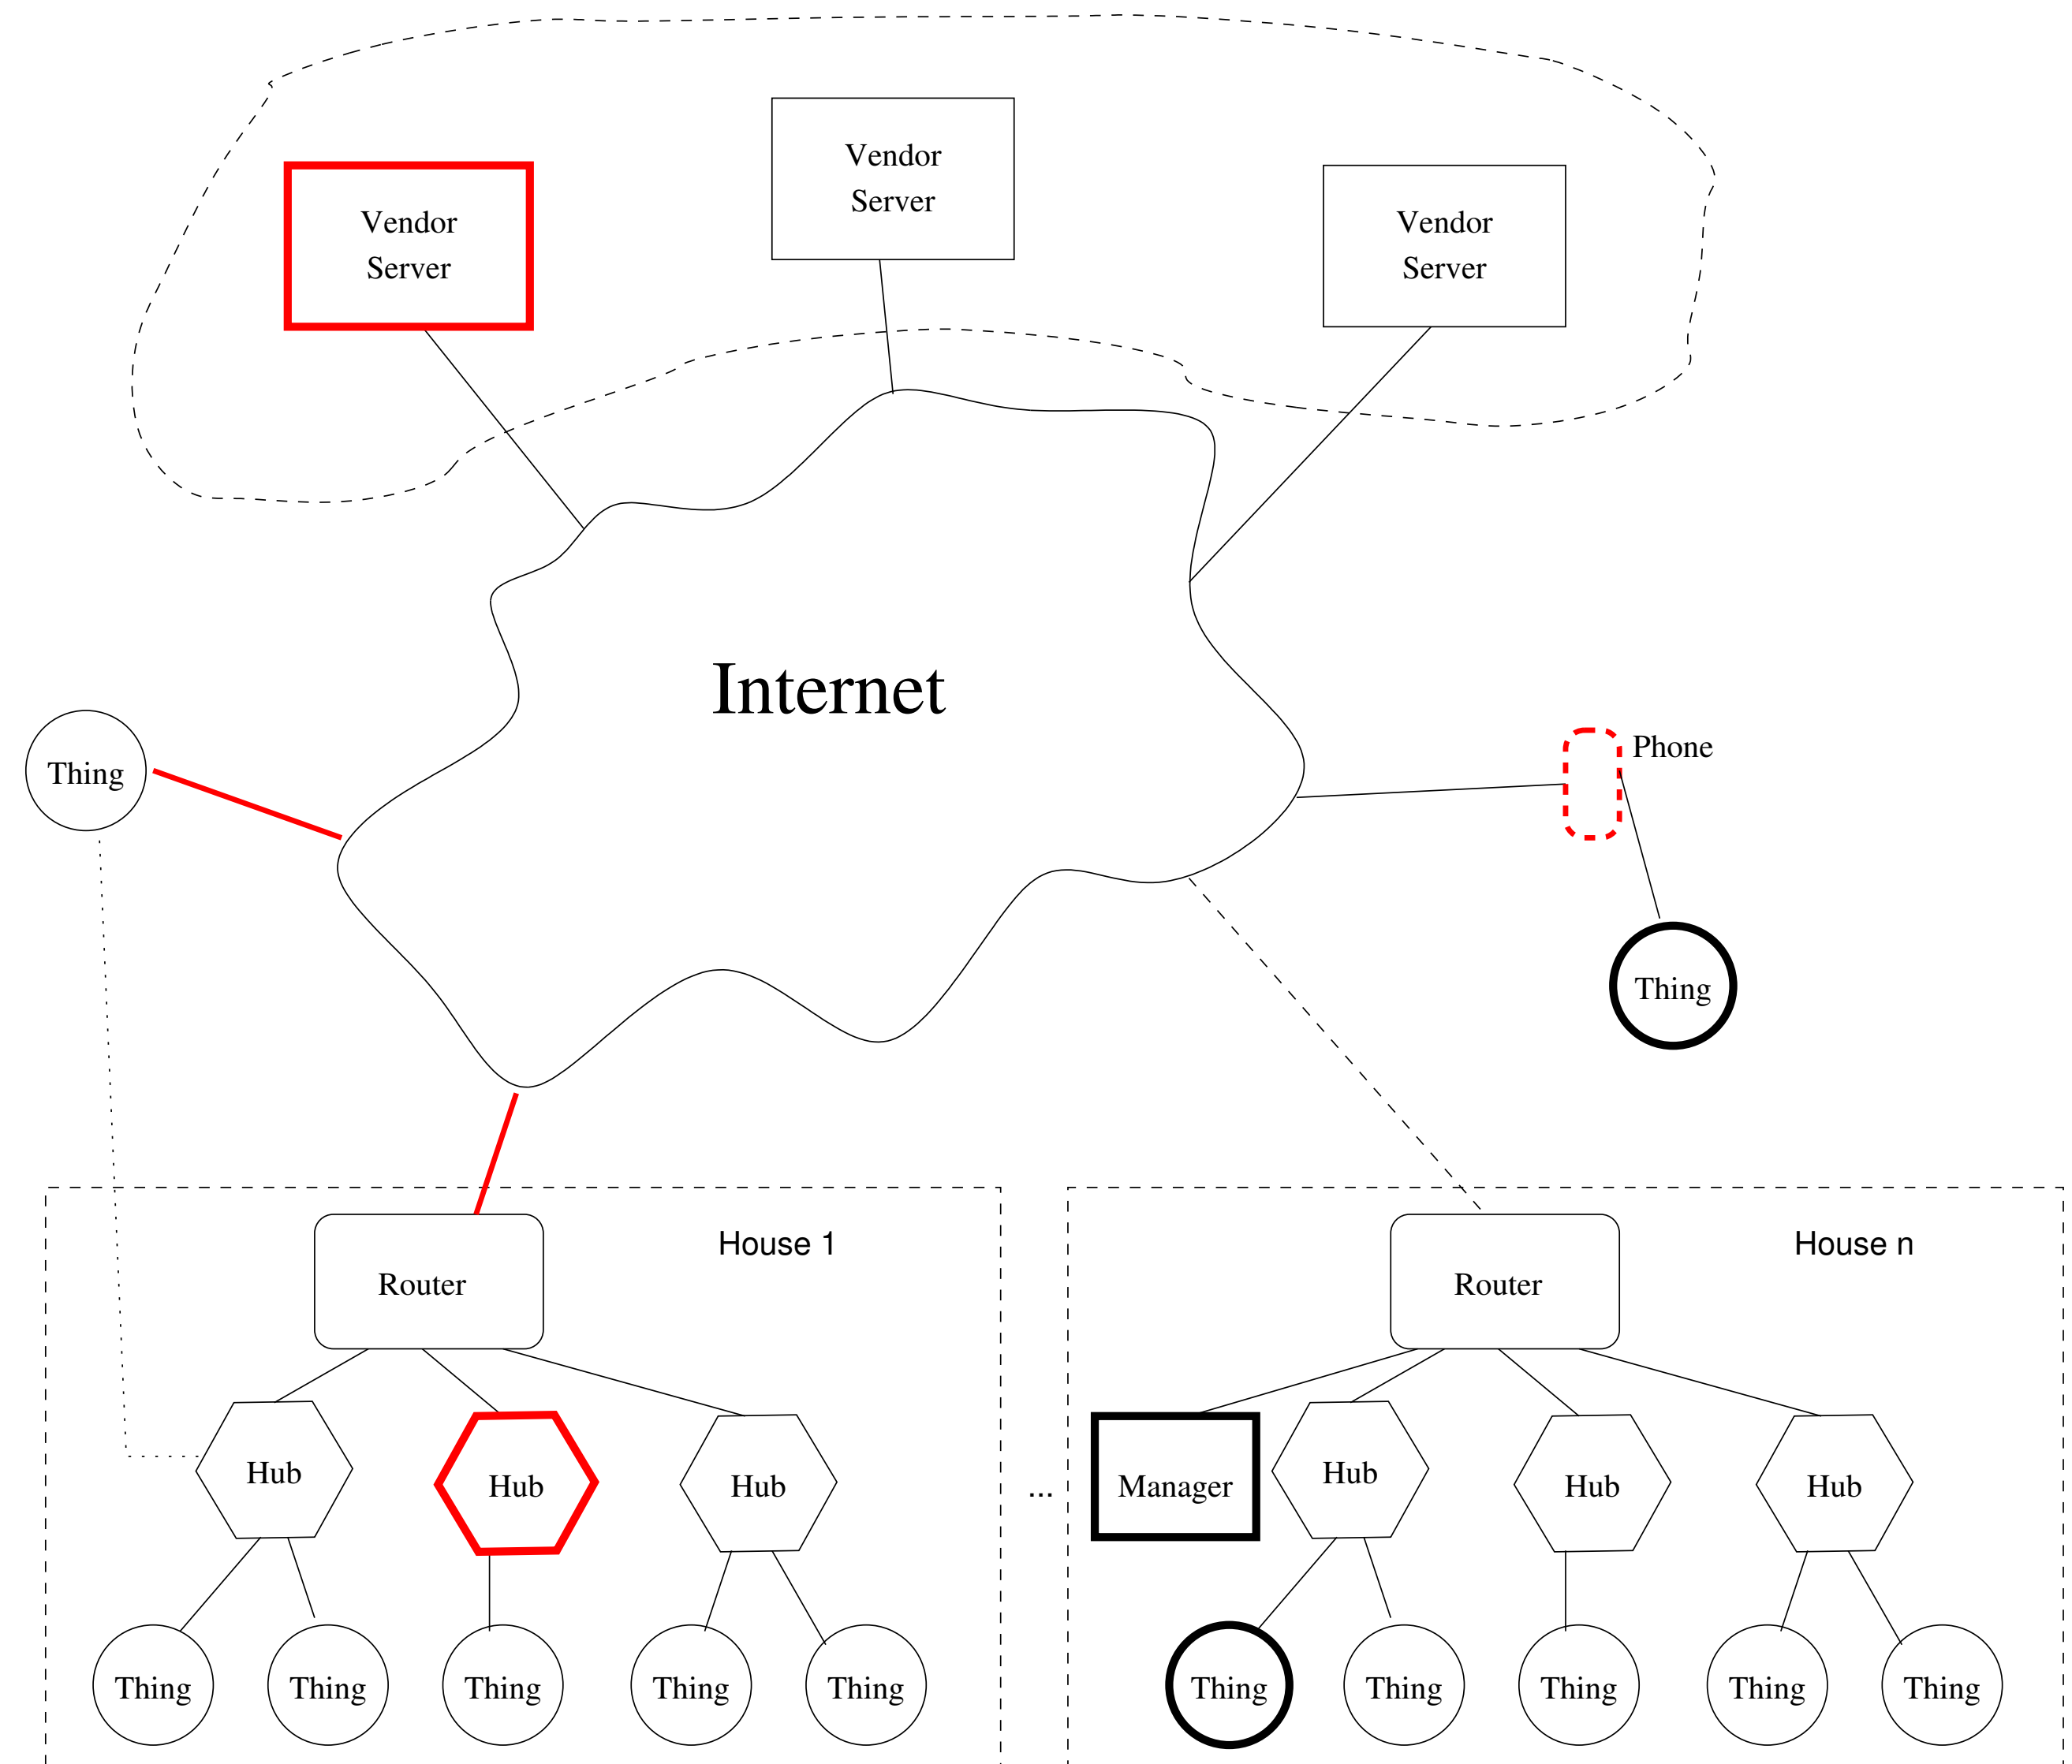 Vendor
Server
Vendor
Server
Vendor
Server
Internet
Thing
Phone
Thing
House 1
Router
House n
Router
Hub
Hub
Hub
...
Manager
Hub
Hub
Hub
Thing
Thing
Thing
Thing
Thing
Thing
Thing
Thing
Thing
Thing